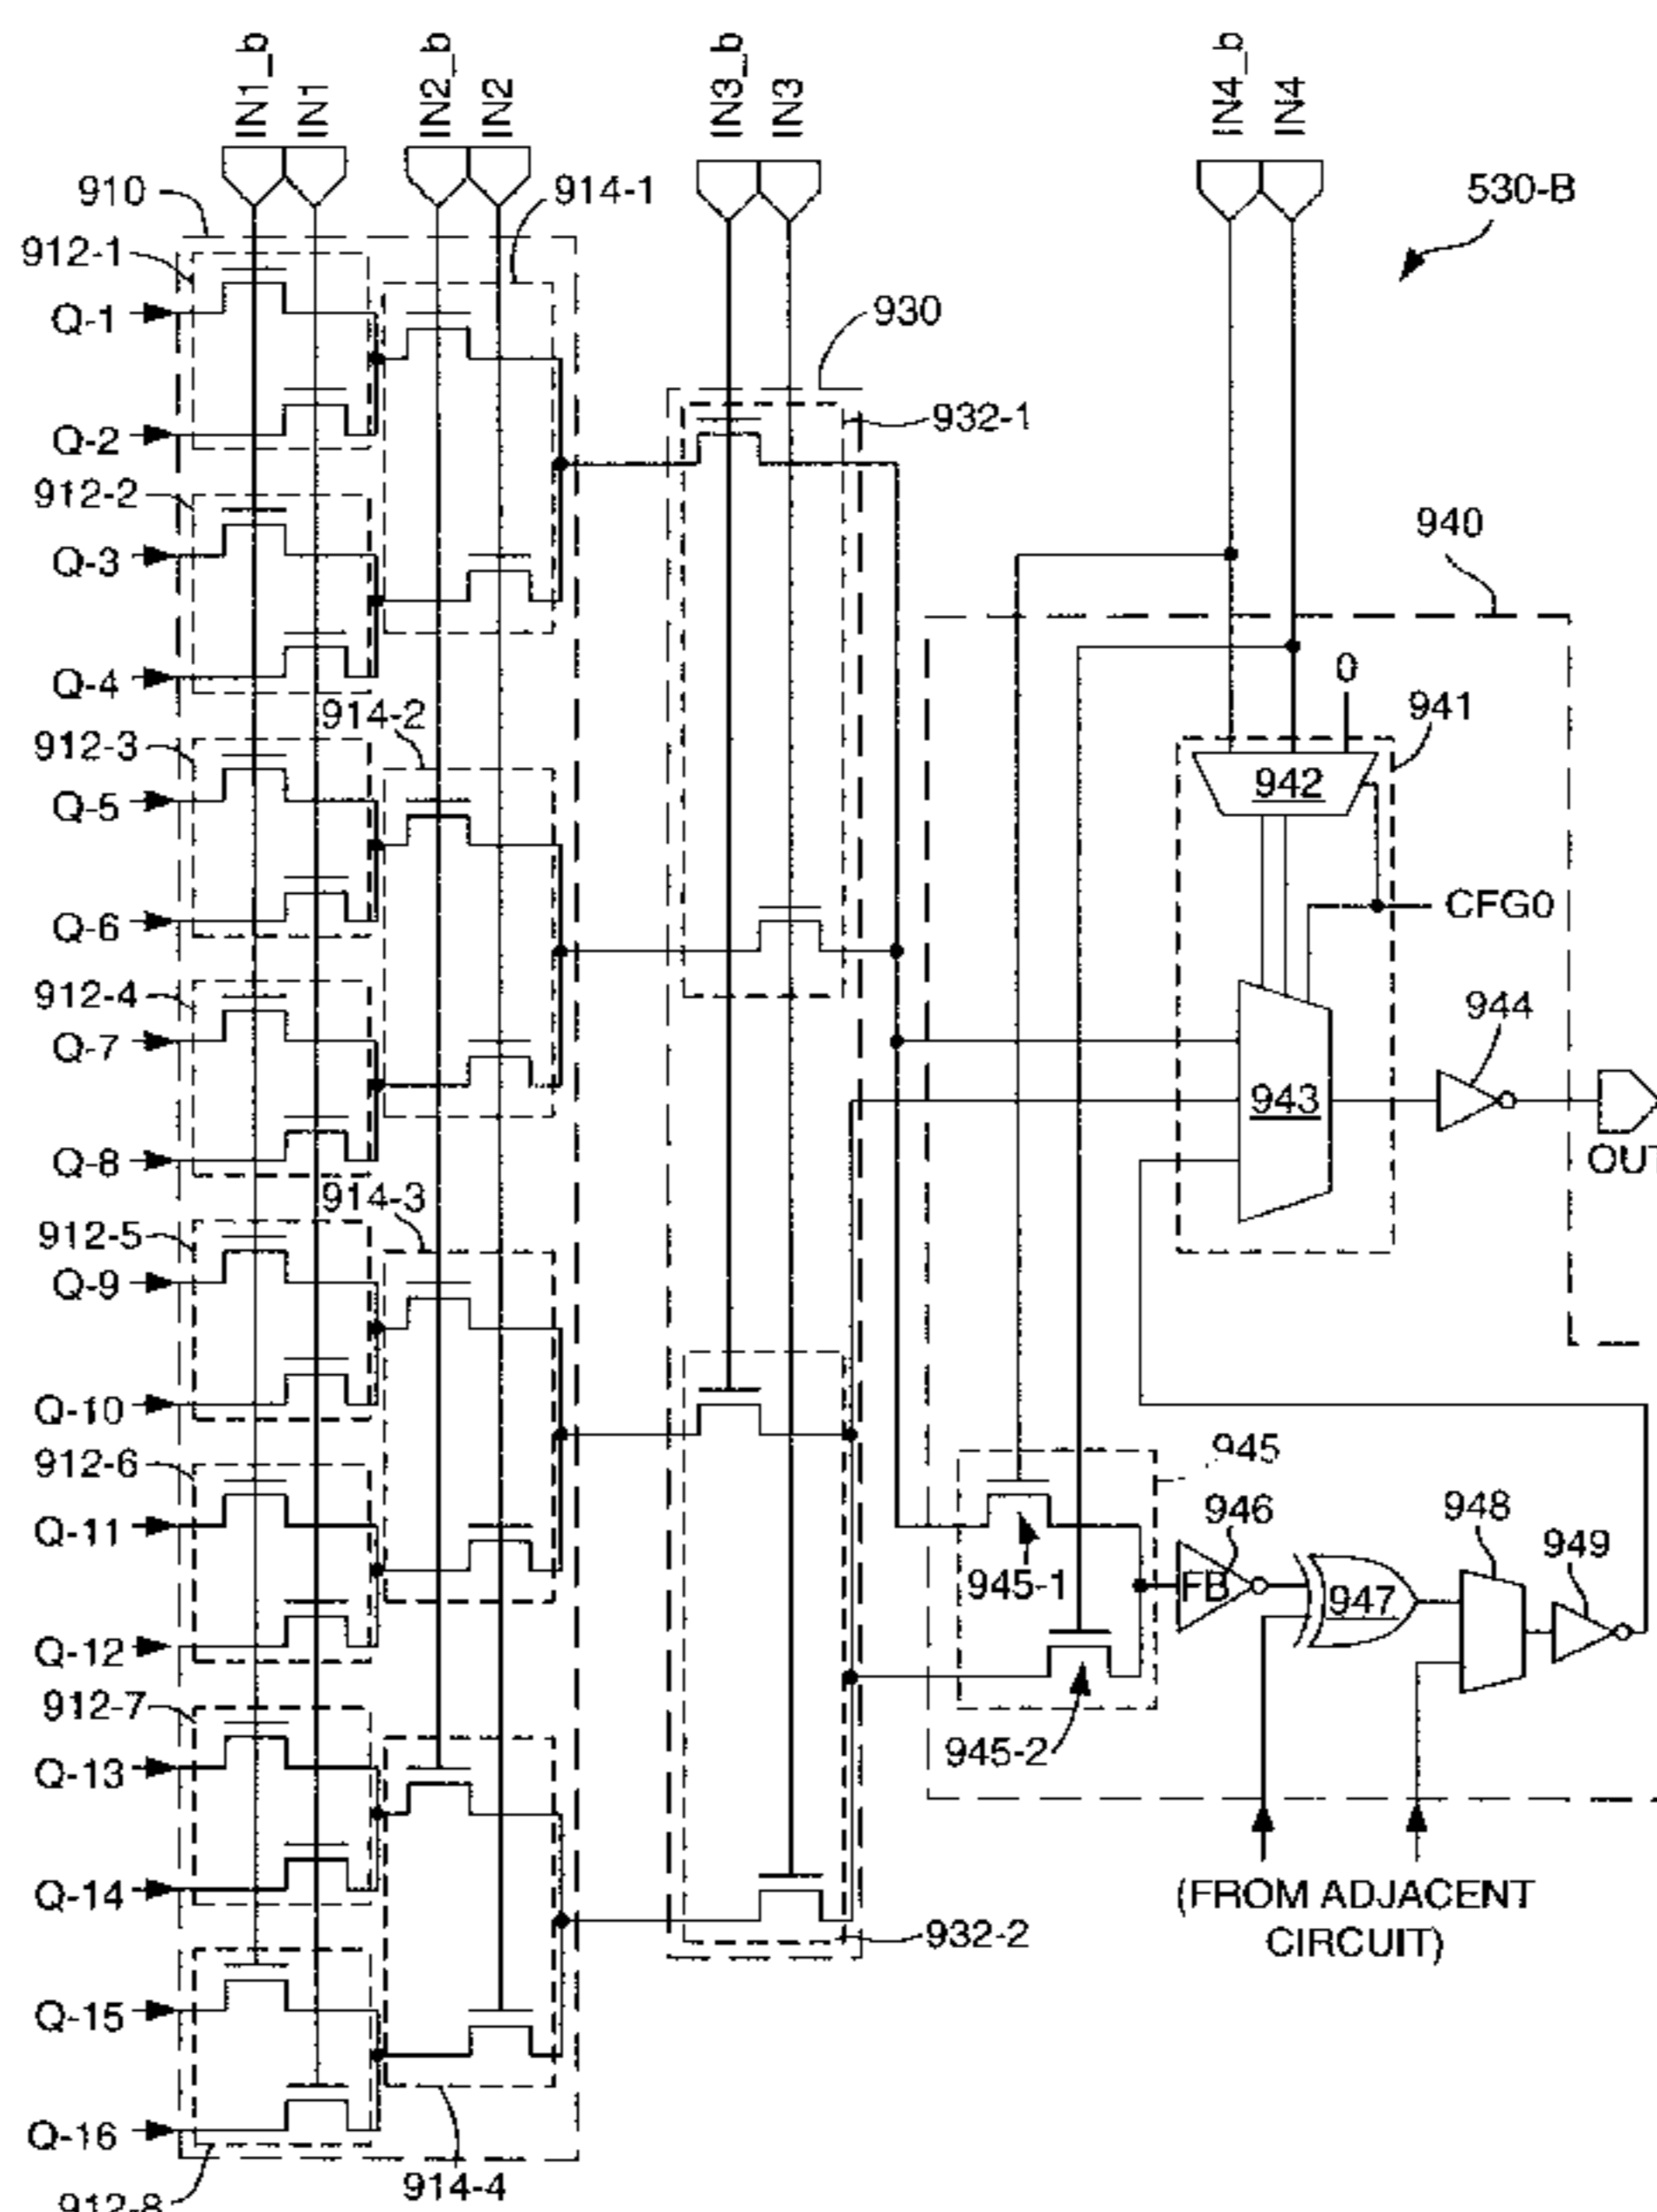 IN1_b
IN1
IN2_b
IN2
IN3_b
IN3
IN4_b
IN4
910
914-1
530-B
912-1
Q-1
930
932-1
Q-2
912-2
Q-3
940
Q-4
0
914-2
941
912-3
942
Q-5
CFG0
Q-6
912-4
944
Q-7
943
Q-8
OUT
914-3
912-5
Q-9
Q-10
945
912-6
946
948
Q-11
949
945-1
FB
947
Q-12
912-7
945-2
Q-13
Q-14
(FROM ADJACENT
CIRCUIT)
932-2
Q-15
Q-16
914-4
912-8